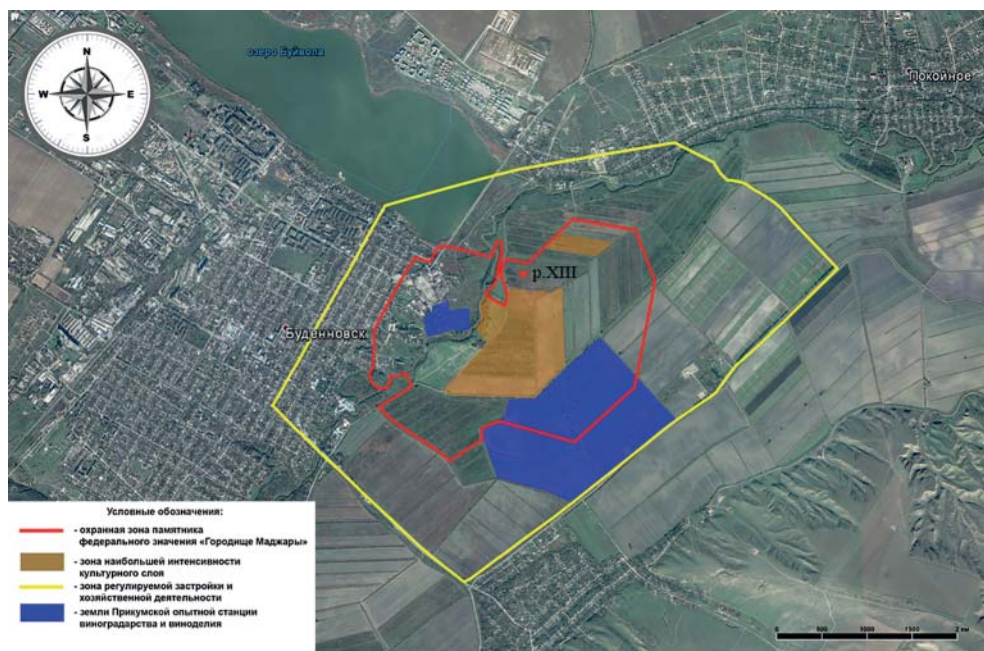 N
W E
S
озеро Буйвола
Покойное
р.XIII
Буденновск
Условные обозначения:
- охранная зона памятника
федерального значения «Городище Маджары»
- зона наибольшей интенсивности
культурного слоя
- зона регулируемой застройки и
хозяйственной деятельности
- земли Прикумской опытной станции
виноградарства и виноделия
0 500 1000 1500 2 км